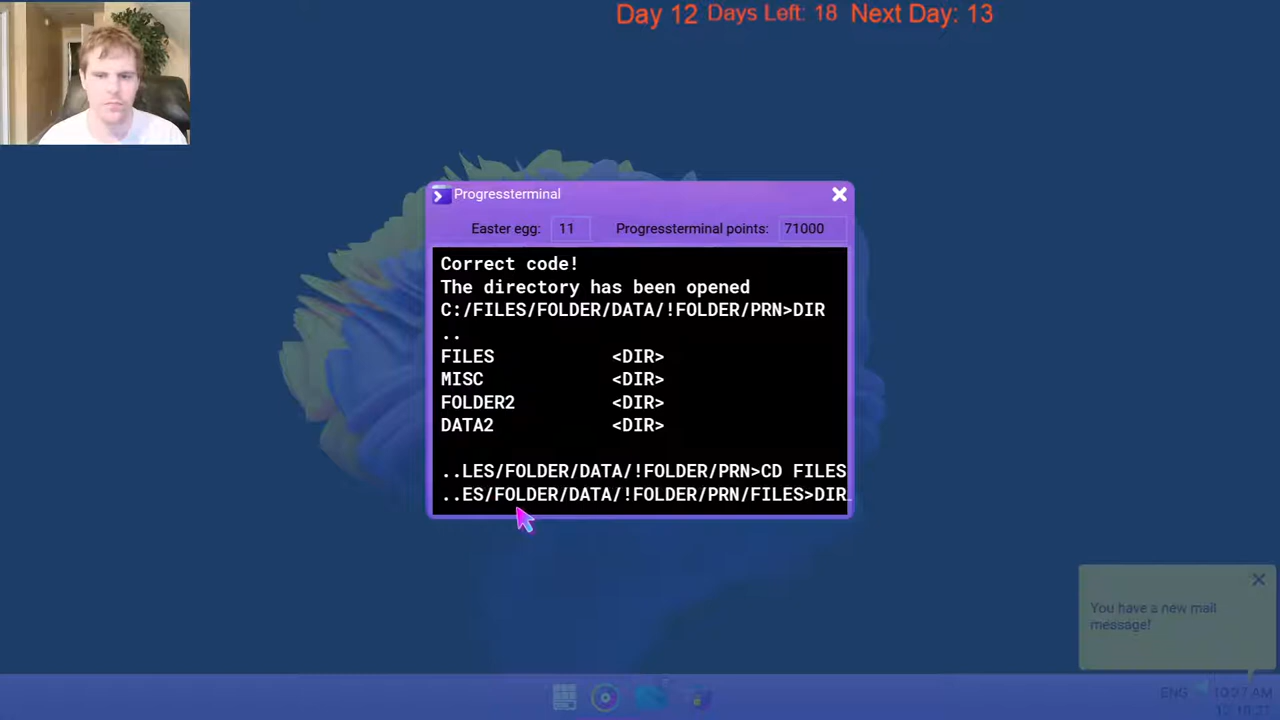 Day 12 Days Left: 18 Next Day: 13
Progressterminal
Easter egg: 11 Progressterminal points: 71000
Correct code!
The directory has been opened
C:/FILES/FOLDER/DATA/!FOLDER/PRN>DIR
..
FILES <DIR>
MISC <DIR>
FOLDER2 <DIR>
DATA2 <DIR>
..LES/FOLDER/DATA/!FOLDER/PRN>CD FILES
..ES/FOLDER/DATA/!FOLDER/PRN/FILES>DIR_
You have a new mail
message!
ENG